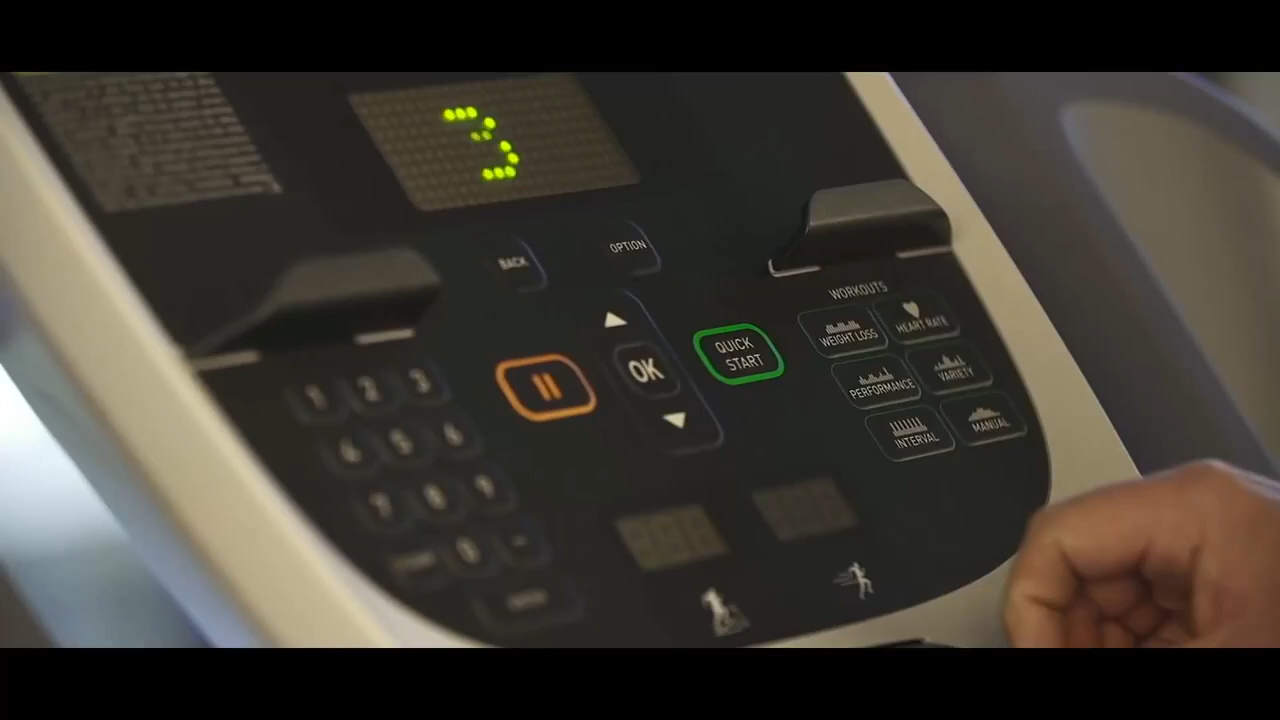 3
BACK
OPTION
WORKOUTS
WEIGHT LOSS
HEART RATE
QUICK
START
OK
PERFORMANCE
VARIETY
INTERVAL
MANUAL
1 2 3
4 5 6
7 8 9
0